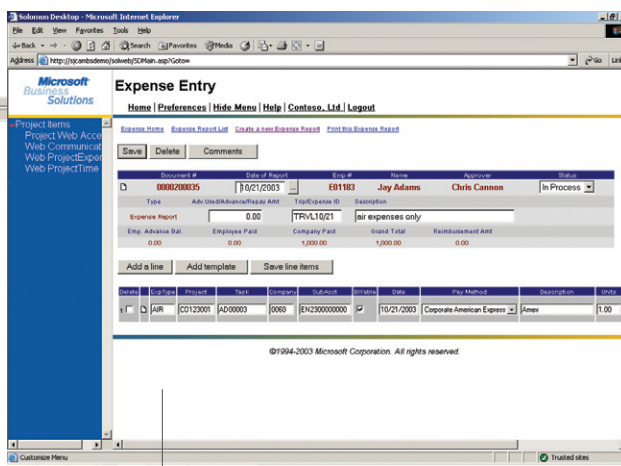 Solomon Desktop - Microsoft Internet Explorer
File Edit View Favorites Tools Help
Back Search Favorites Media
Address http://sjcambsdemo/solweb/SDMain.asp?Goto= Go
Microsoft Business Solutions
Expense Entry
Home | Preferences | Hide Menu | Help | Contoso, Ltd. | Logout
Project Items
Project Web Acce
Web Communicat
Web ProjectExper
Web ProjectTime
Expense Home Expense Report List Create a new Expense Report Print this Expense Report
Save Delete Comments
Document # Date of Report Emp # Name Approver Status
0000200035 10/21/2003 ... E01183 Jay Adams Chris Cannon In Process
Type Adv.Used/Advance/Repay Amt Trip/Expense ID Description
Expense Report 0.00 TRVL10/21 air expenses only
Emp. Advance Bal. Employee Paid Company Paid Grand Total Reimbursement Amt
0.00 0.00 1,000.00 1,000.00 0.00
Add a line Add template Save line items
Delete ExpType Project Task Company SubAcct Billable Date Pay Method Description Units
1 AIR C0123001 AD00003 0060 EN2300000000 10/21/2003 Corporate American Express Amex 1.00
©1994-2003 Microsoft Corporation. All rights reserved.
Customize Menu Trusted sites